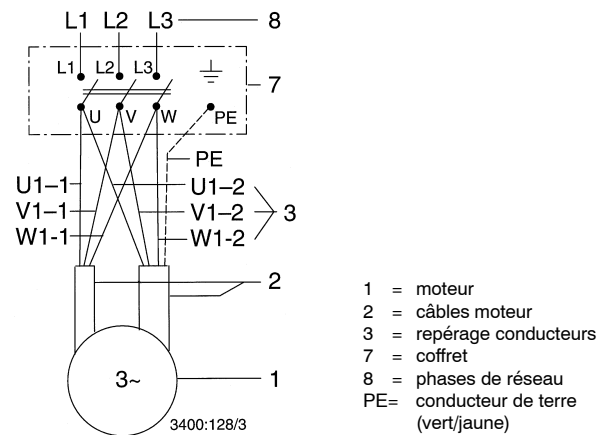 L1 L2 L3 8
L1 L2 L3
7
U V W PE
PE
U1–1 U1–2
V1–1 V1–2 3
W1-1 W1-2
2
3~ 1
3400:128/3
1 = moteur
2 = câbles moteur
3 = repérage conducteurs
7 = coffret
8 = phases de réseau
PE= conducteur de terre
(vert/jaune)